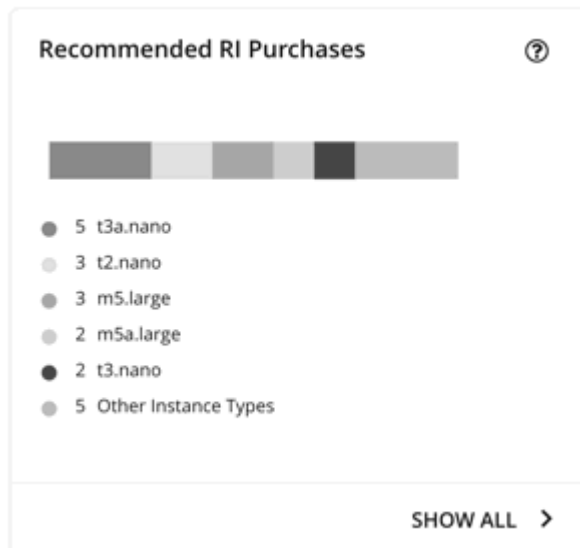 Recommended RI Purchases
5 t3a.nano
3 t2.nano
3 m5.large
2 m5a.large
2 t3.nano
5 Other Instance Types
SHOW ALL